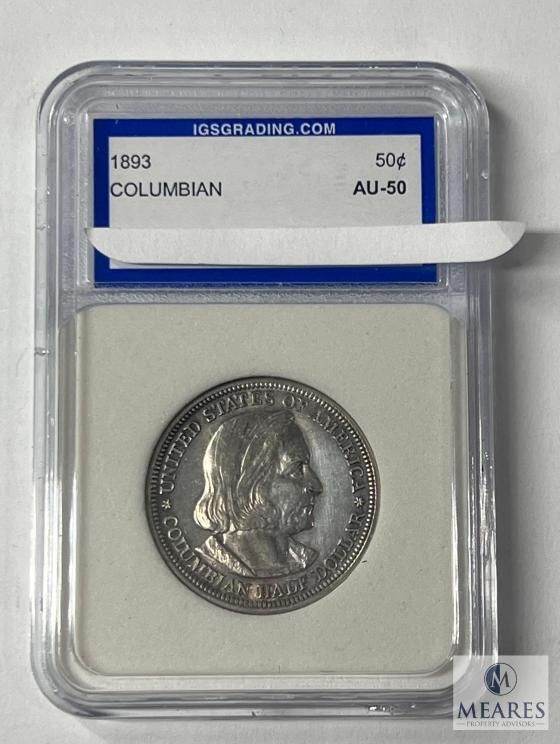 IGSGRADING.COM
1893 50¢
COLUMBIAN AU-50
UNITED STATES OF AMERICA
* COLUMBIAN HALF DOLLAR *
M
MEARES
PROPERTY ADVISORS